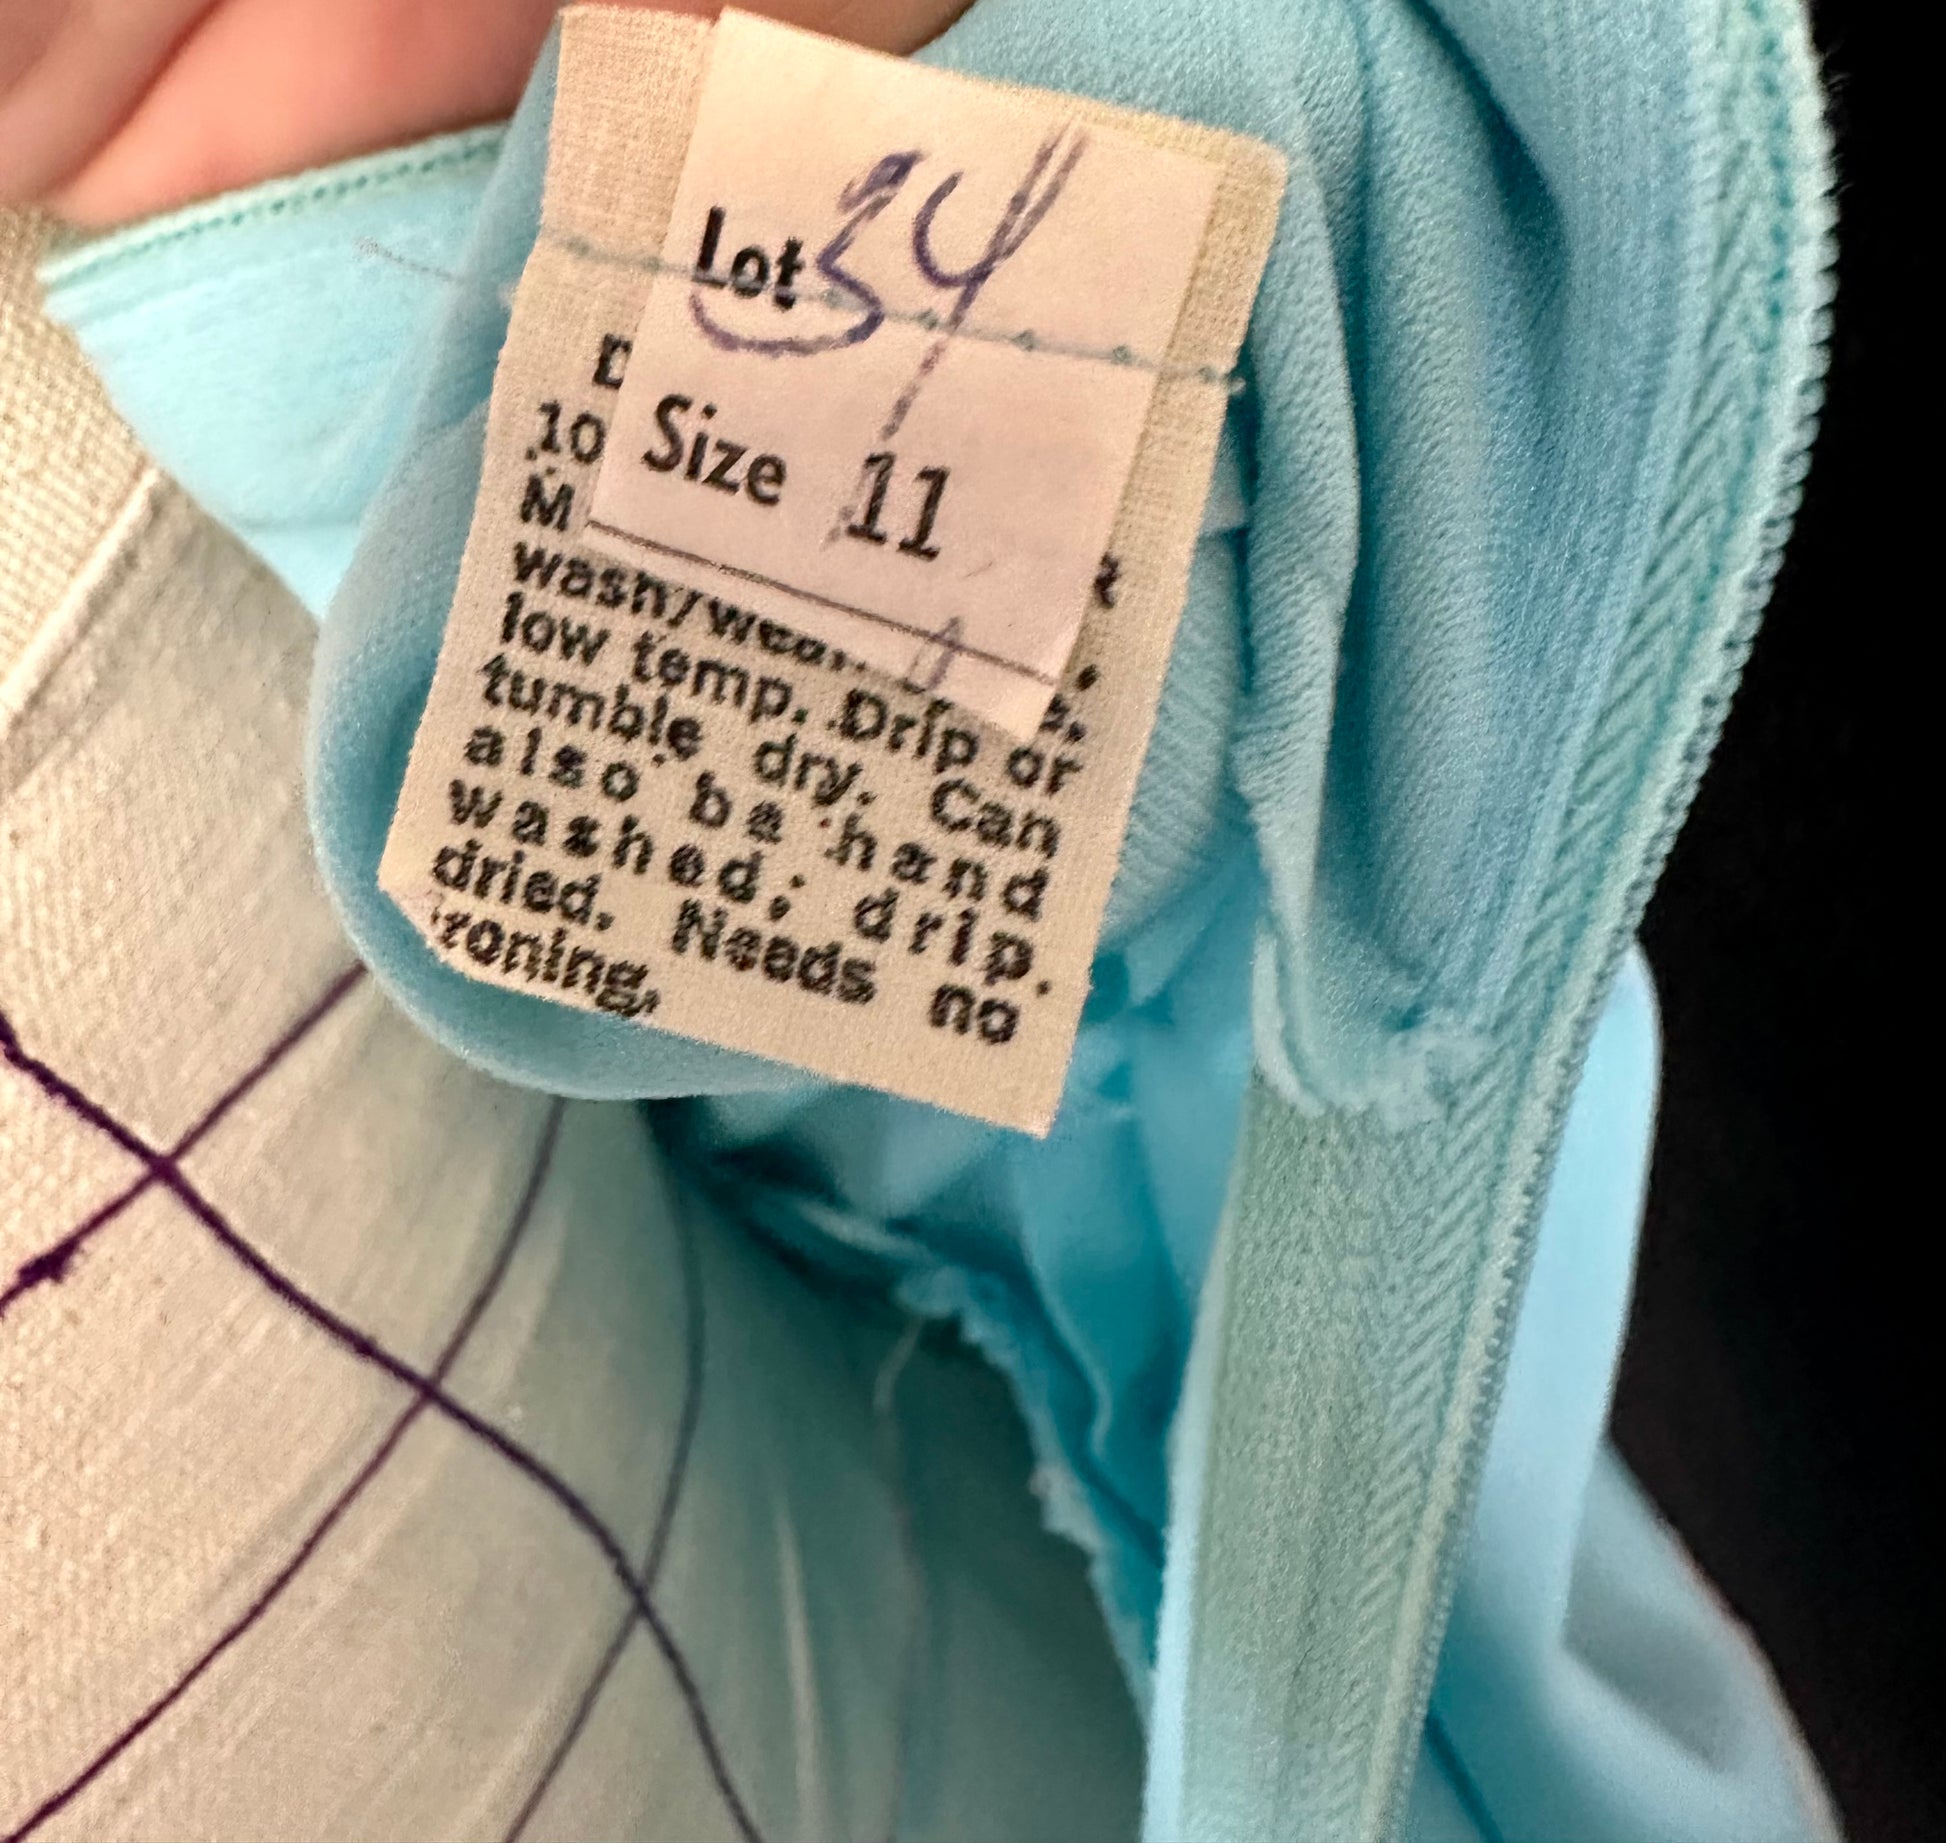 Lot 34
Size 11
10
M
wash/wear
low temp. Drip or
tumble dry. Can
also be hand
washed; drip.
dried. Needs no
ironing.